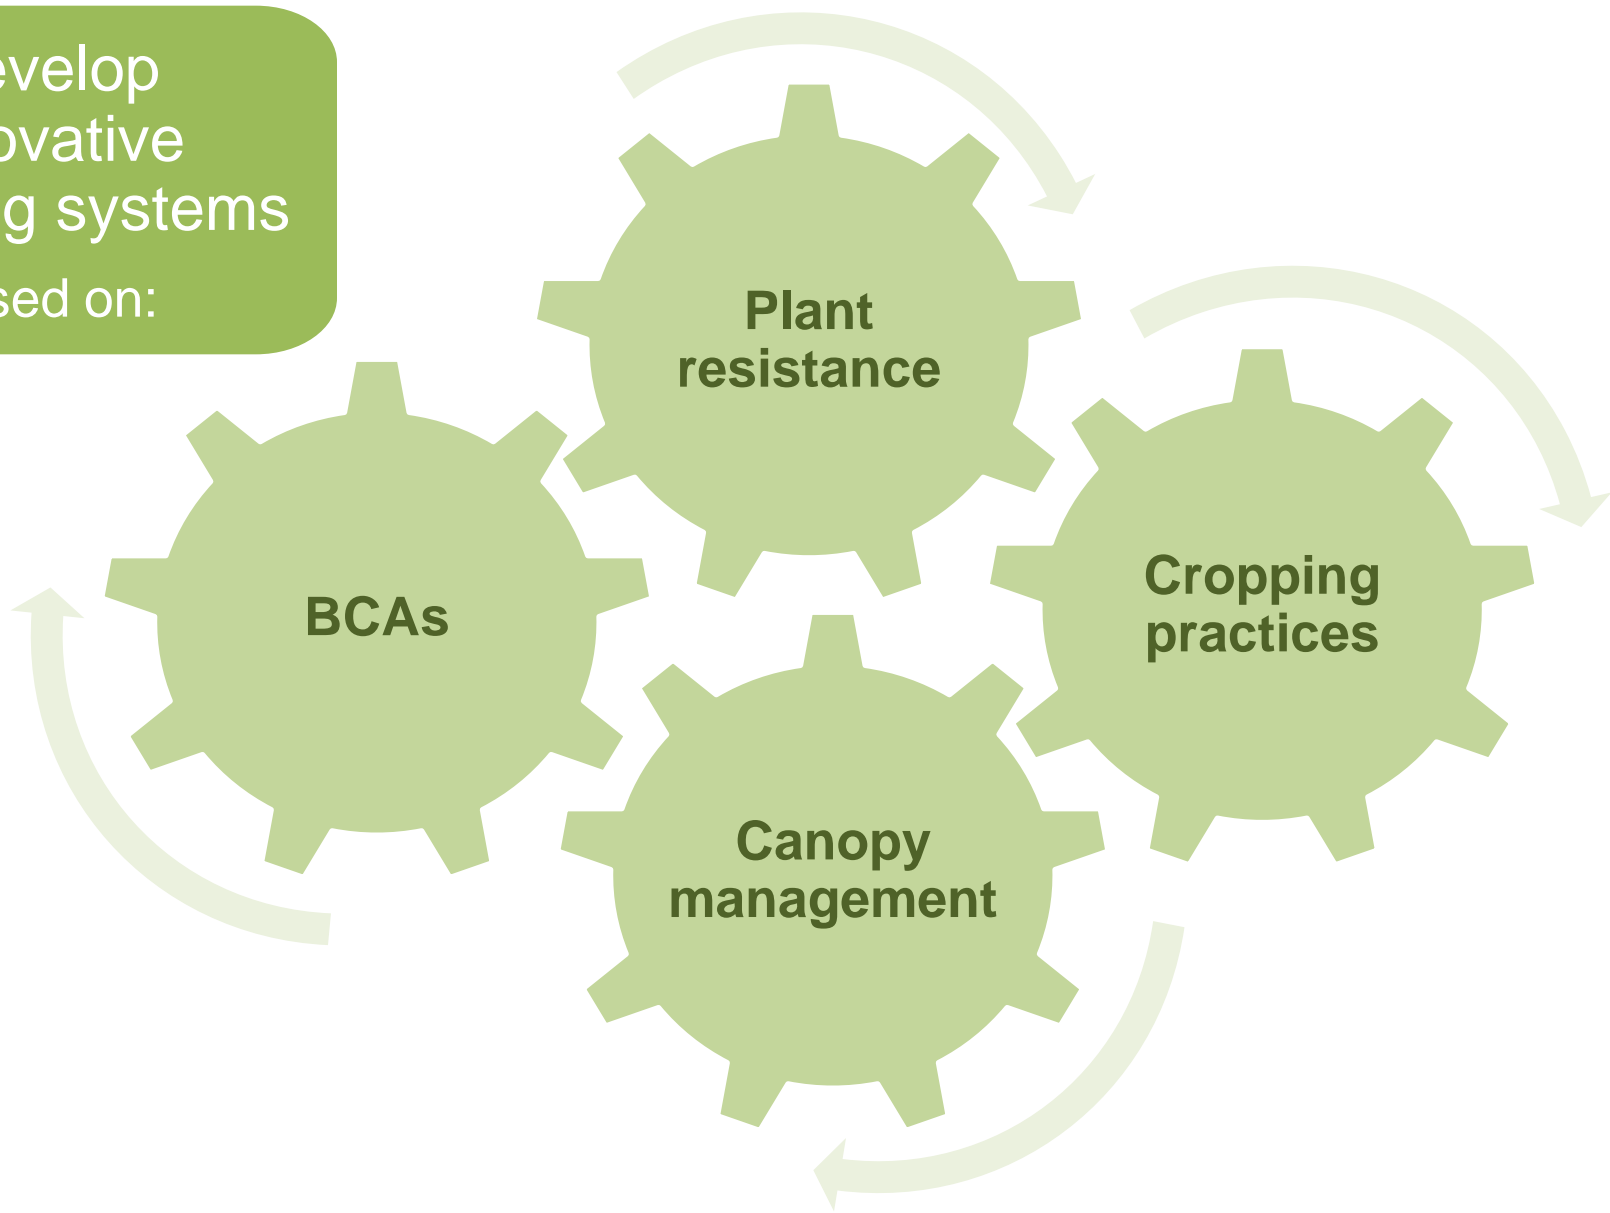 evelop
ovative
g systems
sed on:
Plant
resistance
Cropping
practices
BCAs
Canopy
management